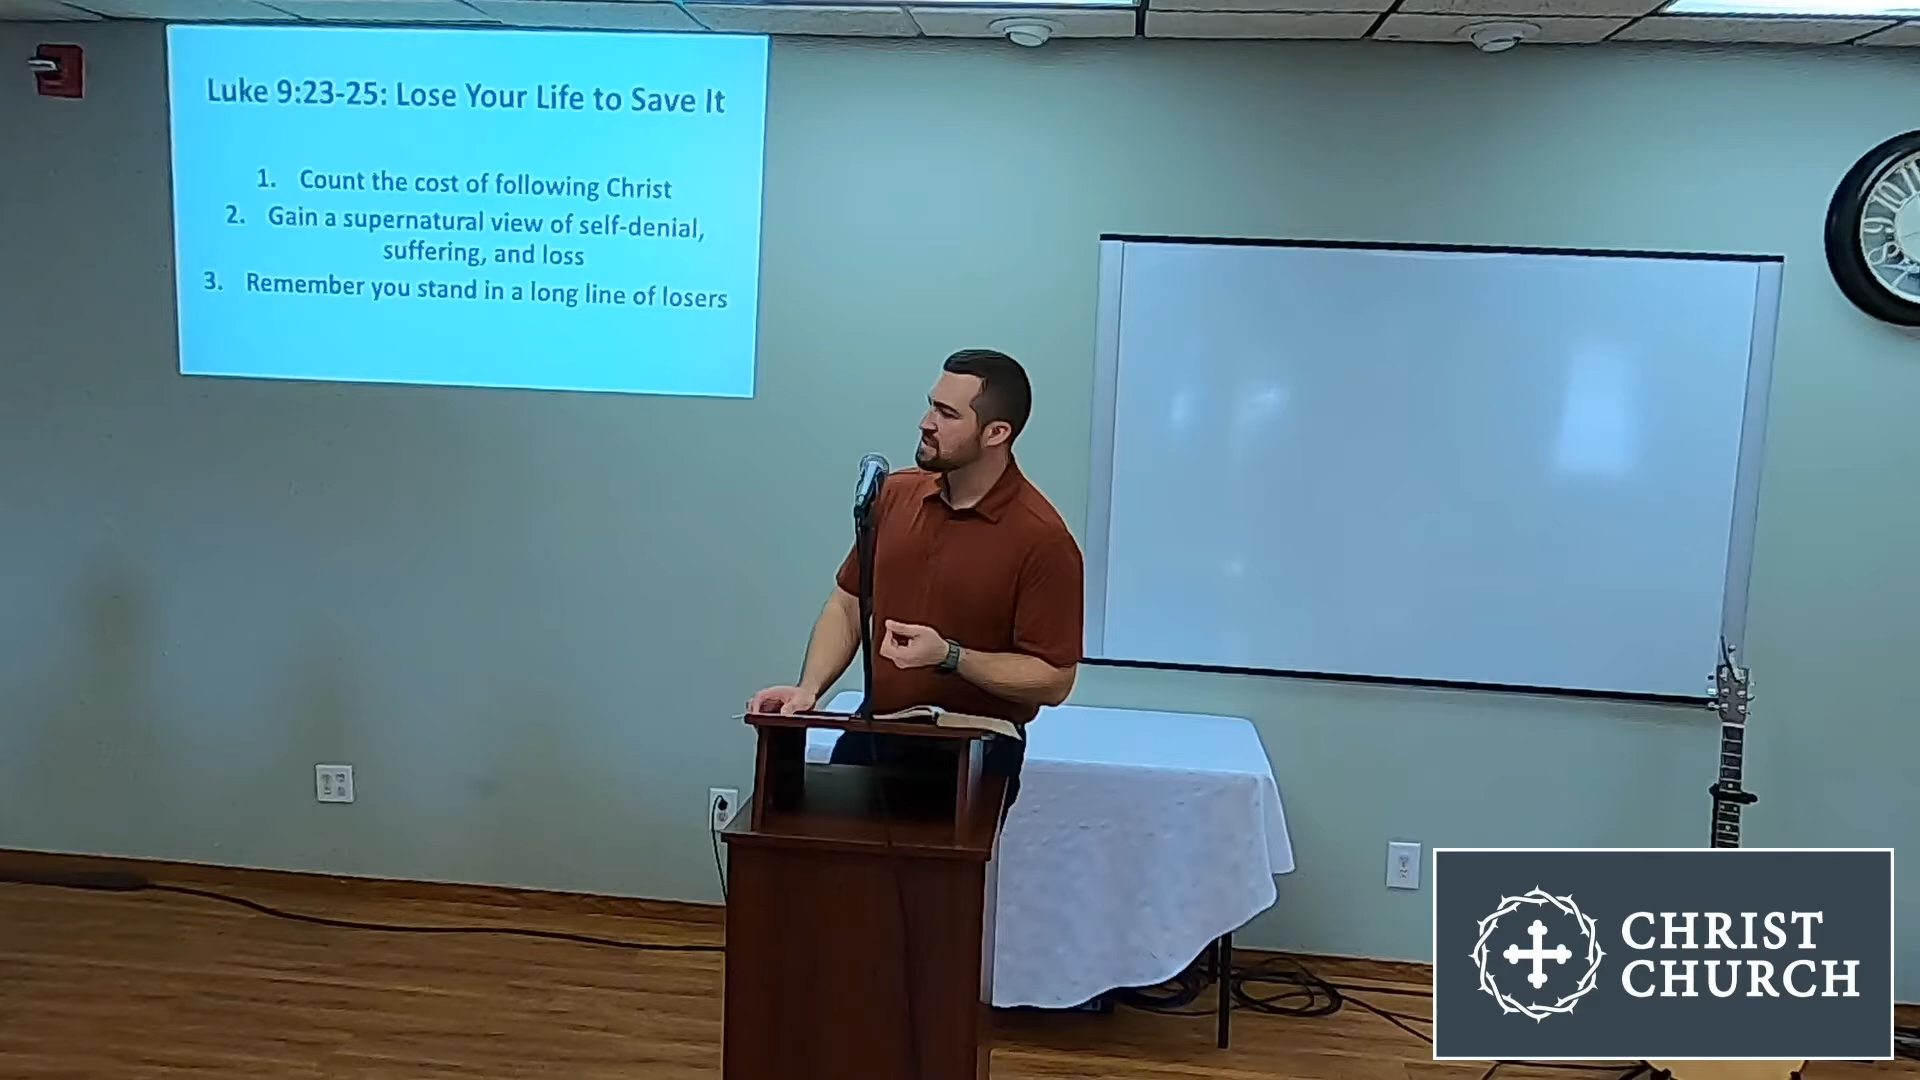 Luke 9:23-25: Lose Your Life to Save It
1. Count the cost of following Christ
2. Gain a supernatural view of self-denial,
suffering, and loss
3. Remember you stand in a long line of losers
CHRIST
CHURCH